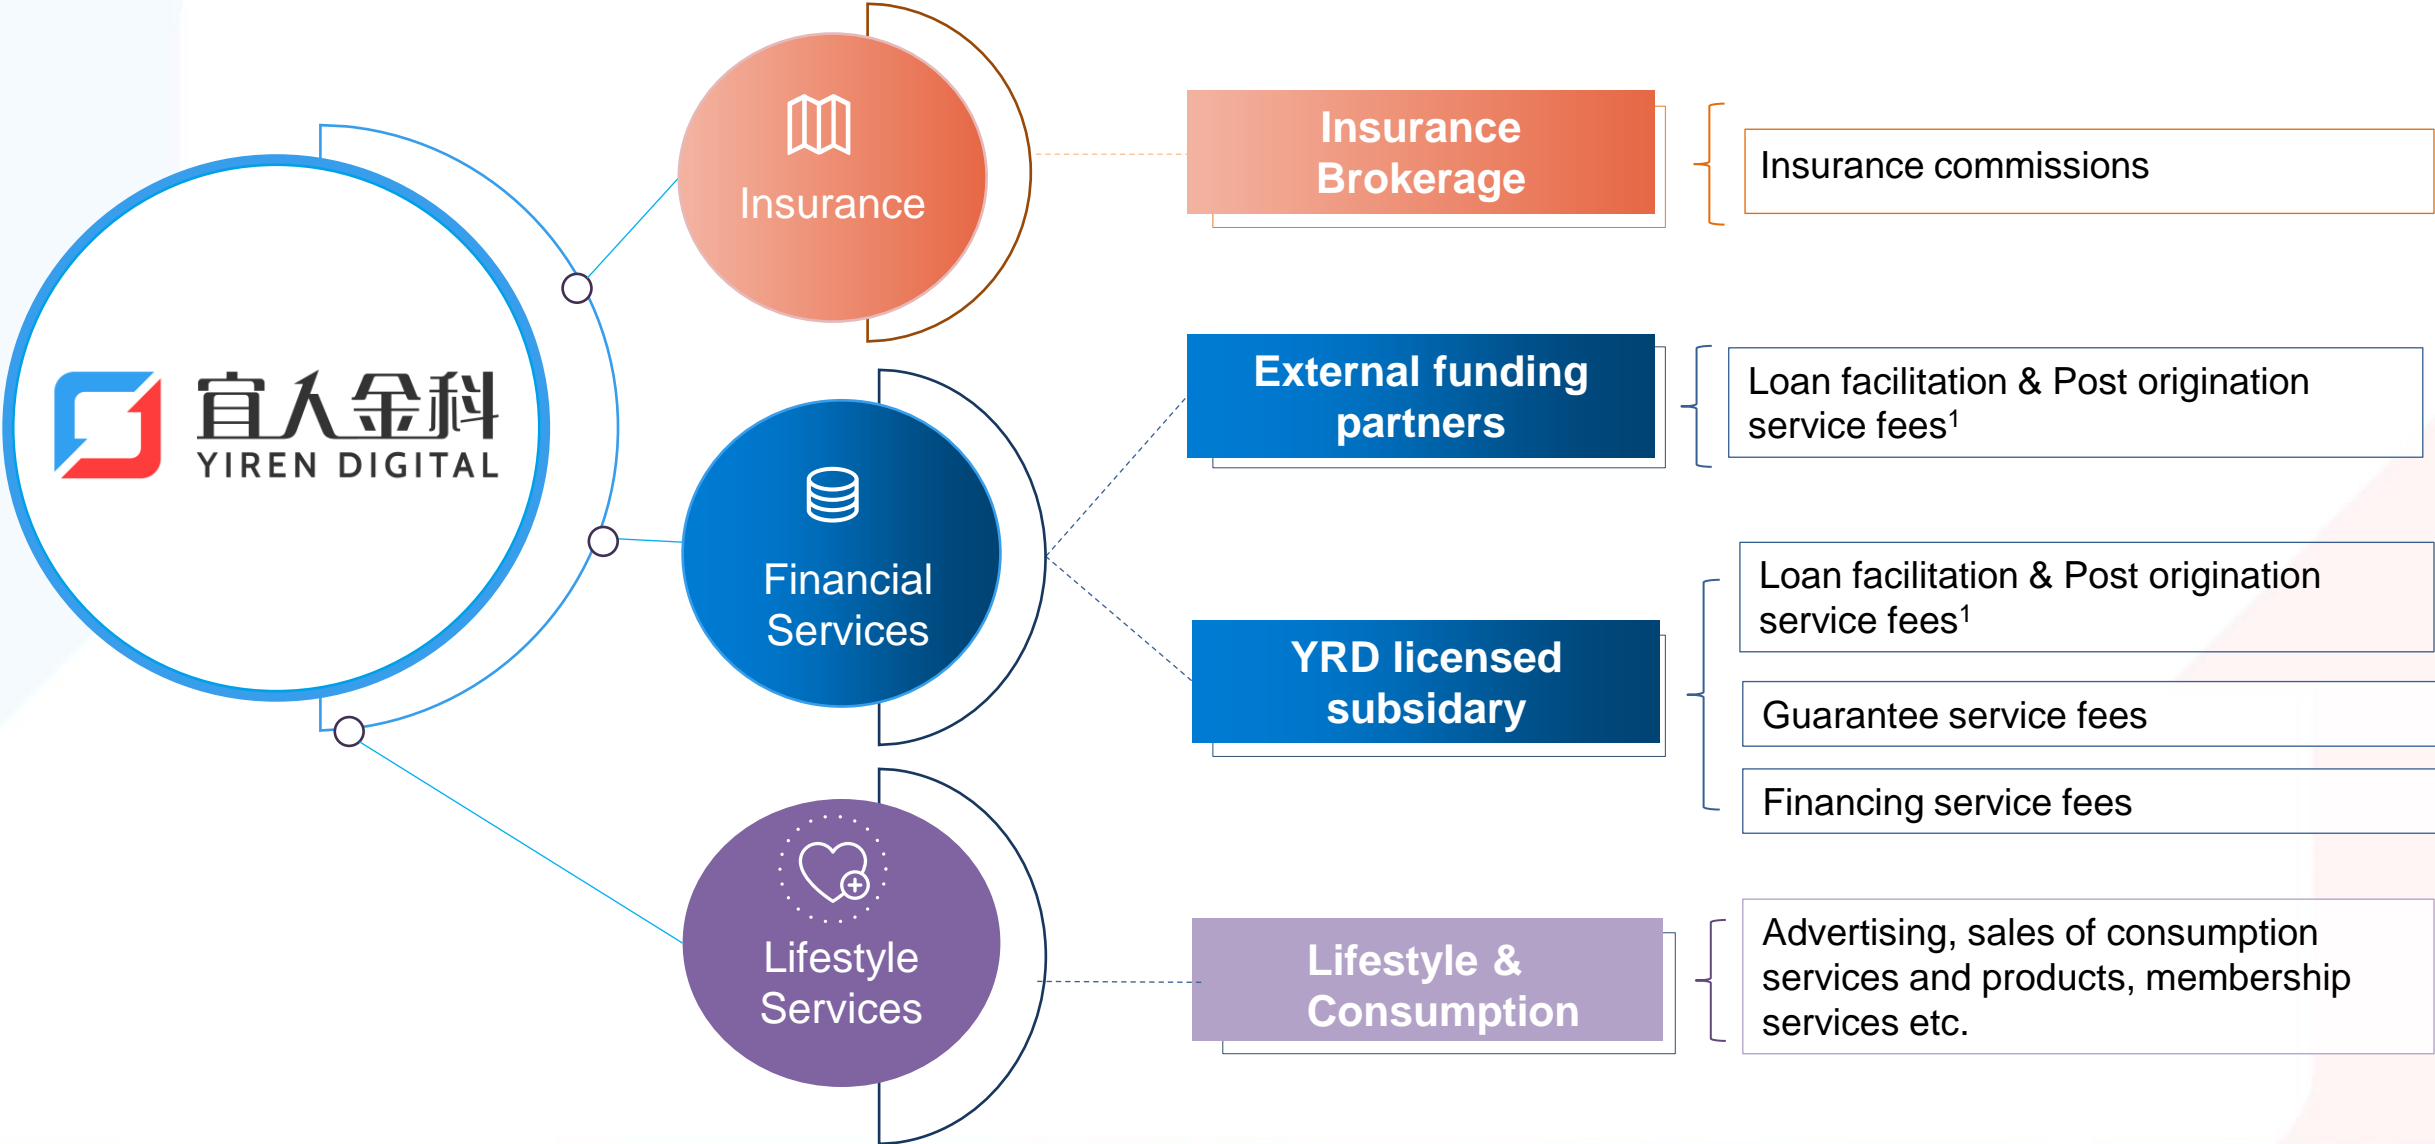 宜人金科
YIREN DIGITAL
Insurance
Insurance
Brokerage
Insurance commissions
Financial
Services
External funding
partners
Loan facilitation & Post origination
service fees¹
YRD licensed
subsidary
Loan facilitation & Post origination
service fees¹
Guarantee service fees
Financing service fees
Lifestyle
Services
Lifestyle &
Consumption
Advertising, sales of consumption
services and products, membership
services etc.